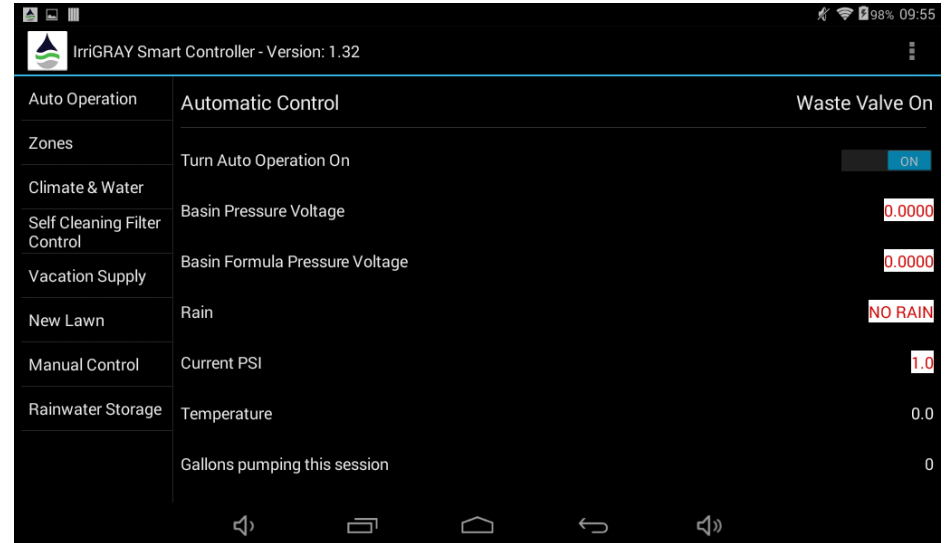 98% 09:55
IrriGRAY Smart Controller - Version: 1.32
Auto Operation
Zones
Climate & Water
Self Cleaning Filter
Control
Vacation Supply
New Lawn
Manual Control
Rainwater Storage
Automatic Control
Waste Valve On
Turn Auto Operation On
ON
Basin Pressure Voltage
0.0000
Basin Formula Pressure Voltage
0.0000
Rain
NO RAIN
Current PSI
1.0
Temperature
0.0
Gallons pumping this session
0